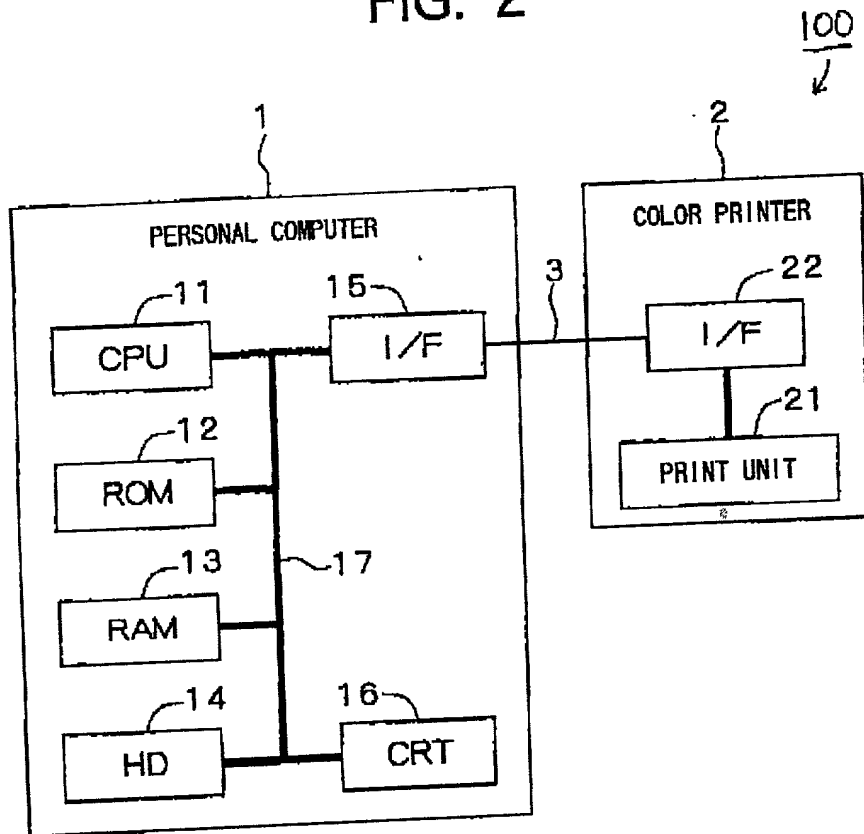 FIG. 2
100
1
2
PERSONAL COMPUTER
COLOR PRINTER
11
15
3
22
CPU
I/F
I/F
12
21
ROM
PRINT UNIT
13
17
RAM
14
16
HD
CRT